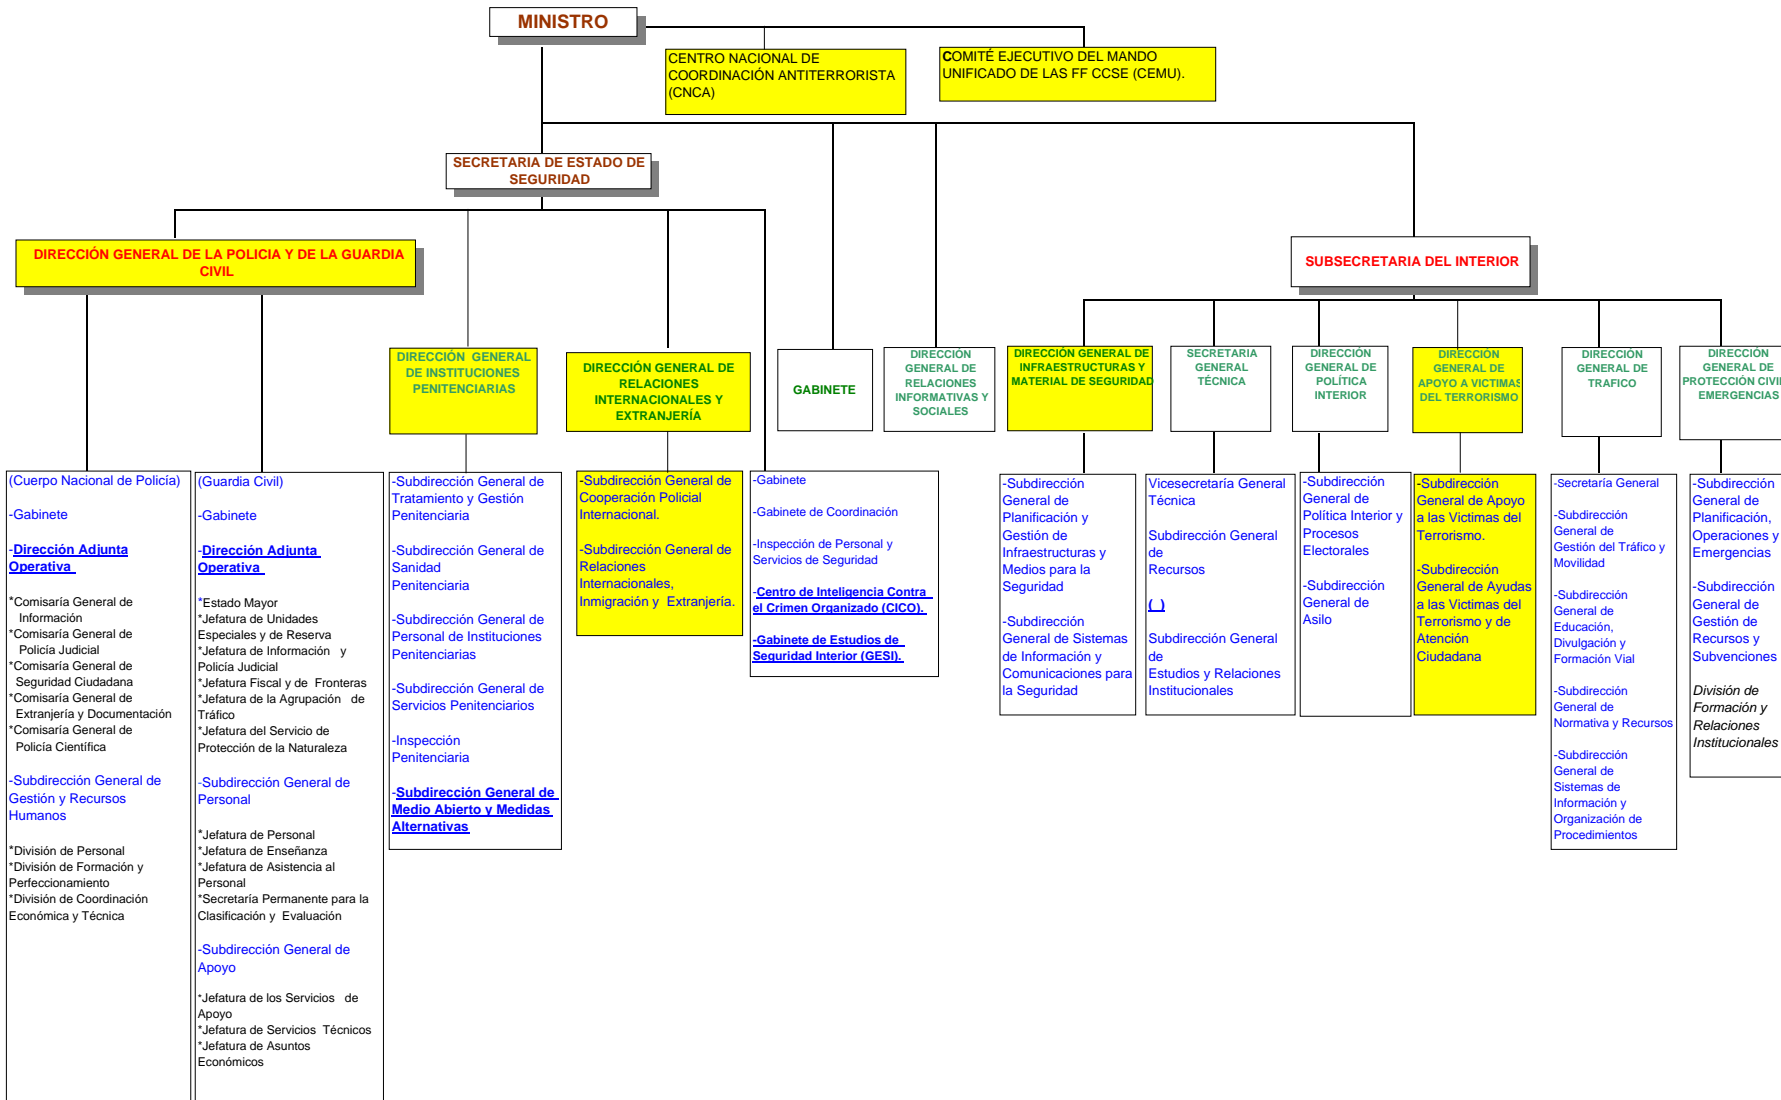 MINISTRO
CENTRO NACIONAL DE
COORDINACIÓN ANTITERRORISTA
(CNCA)
COMITÉ EJECUTIVO DEL MANDO
UNIFICADO DE LAS FF CCSE (CEMU).
SECRETARIA DE ESTADO DE
SEGURIDAD
DIRECCIÓN GENERAL DE LA POLICIA Y DE LA GUARDIA
CIVIL
SUBSECRETARIA DEL INTERIOR
DIRECCIÓN GENERAL
DE INSTITUCIONES
PENITENCIARIAS
DIRECCIÓN GENERAL DE
RELACIONES
INTERNACIONALES Y
EXTRANJERÍA
GABINETE
DIRECCIÓN
GENERAL DE
RELACIONES
INFORMATIVAS Y
SOCIALES
DIRECCIÓN GENERAL DE
INFRAESTRUCTURAS Y
MATERIAL DE SEGURIDAD
SECRETARIA
GENERAL
TÉCNICA
DIRECCIÓN
GENERAL DE
POLÍTICA
INTERIOR
DIRECCIÓN
GENERAL DE
APOYO A VICTIMAS
DEL TERRORISMO
DIRECCIÓN
GENERAL DE
TRAFICO
DIRECCIÓN
GENERAL DE
PROTECCIÓN CIVIL
EMERGENCIAS
(Cuerpo Nacional de Policía)
-Gabinete
-Dirección Adjunta
Operativa
*Comisaría General de
Información
*Comisaría General de
Policía Judicial
*Comisaría General de
Seguridad Ciudadana
*Comisaría General de
Extranjería y Documentación
*Comisaría General de
Policía Científica
-Subdirección General de
Gestión y Recursos
Humanos
*División de Personal
*División de Formación y
Perfeccionamiento
*División de Coordinación
Económica y Técnica
(Guardia Civil)
-Gabinete
-Dirección Adjunta
Operativa
*Estado Mayor
*Jefatura de Unidades
Especiales y de Reserva
*Jefatura de Información y
Policía Judicial
*Jefatura Fiscal y de Fronteras
*Jefatura de la Agrupación de
Tráfico
*Jefatura del Servicio de
Protección de la Naturaleza
-Subdirección General de
Personal
*Jefatura de Personal
*Jefatura de Enseñanza
*Jefatura de Asistencia al
Personal
*Secretaría Permanente para la
Clasificación y Evaluación
-Subdirección General de
Apoyo
*Jefatura de los Servicios de
Apoyo
*Jefatura de Servicios Técnicos
*Jefatura de Asuntos
Económicos
-Subdirección General de
Tratamiento y Gestión
Penitenciaria
-Subdirección General de
Sanidad
Penitenciaria
-Subdirección General de
Personal de Instituciones
Penitenciarias
-Subdirección General de
Servicios Penitenciarios
-Inspección
Penitenciaria
-Subdirección General de
Medio Abierto y Medidas
Alternativas
-Subdirección General de
Cooperación Policial
Internacional.
-Subdirección General de
Relaciones
Internacionales,
Inmigración y Extranjería.
-Gabinete
-Gabinete de Coordinación
-Inspección de Personal y
Servicios de Seguridad
-Centro de Inteligencia Contra
el Crimen Organizado (CICO).
-Gabinete de Estudios de
Seguridad Interior (GESI).
-Subdirección
General de
Planificación y
Gestión de
Infraestructuras y
Medios para la
Seguridad
-Subdirección
General de Sistemas
de Información y
Comunicaciones para
la Seguridad
Vicesecretaría General
Técnica
Subdirección General
de
Recursos
( )
Subdirección General
de
Estudios y Relaciones
Institucionales
-Subdirección
General de
Política Interior y
Procesos
Electorales
-Subdirección
General de
Asilo
-Subdirección
General de Apoyo
a las Victimas del
Terrorismo.
-Subdirección
General de Ayudas
a las Victimas del
Terrorismo y de
Atención
Ciudadana
-Secretaría General
-Subdirección
General de
Gestión del Tráfico y
Movilidad
-Subdirección
General de
Educación,
Divulgación y
Formación Vial
-Subdirección
General de
Normativa y Recursos
-Subdirección
General de
Sistemas de
Información y
Organización de
Procedimientos
-Subdirección
General de
Planificación,
Operaciones y
Emergencias
-Subdirección
General de
Gestión de
Recursos y
Subvenciones
División de
Formación y
Relaciones
Institucionales